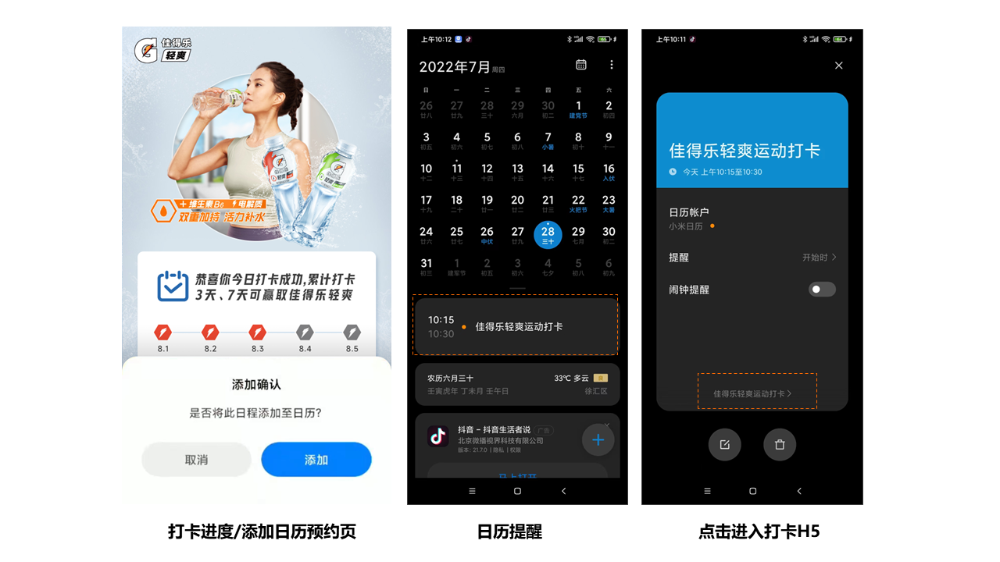 佳得乐
轻爽
+ 维生素B6 电解质
双重加持 活力补水
恭喜你今日打卡成功,累计打卡
3天、7天可赢取佳得乐轻爽
8.1 8.2 8.3 8.4 8.5
添加确认
是否将此日程添加至日历?
取消 添加
打卡进度/添加日历预约页
上午10:12
2022年7月周四
日 一 二 三 四 五 六
26 27 28 29 30 1 2
廿八 廿九 三十 六月 初二 建党节 初四
3 4 5 6 7 8 9
初五 初六 初七 初八 小暑 初十 十一
10 11 12 13 14 15 16
十二 十三 十四 十五 十六 十七 入伏
17 18 19 20 21 22 23
十九 二十 廿一 廿二 廿三 火把节 大暑
24 25 26 27 28 29 30
廿六 廿七 中伏 廿九 三十 七月 初二
31 1 2 3 4 5 6
初三 建军节 初五 初六 七夕 初八 初九
10:15
佳得乐轻爽运动打卡
10:30
农历六月三十 33℃ 多云
壬寅虎年 丁未月 壬午日 徐汇区
抖音 - 抖音生活者说 广告
北京微播视界科技有限公司
版本: 21.7.0 | 隐私 | 权限
马上打开
日历提醒
上午10:11
佳得乐轻爽运动打卡
今天 上午10:15至10:30
日历帐户
小米日历
提醒 开始时
闹钟提醒
佳得乐轻爽运动打卡
点击进入打卡H5